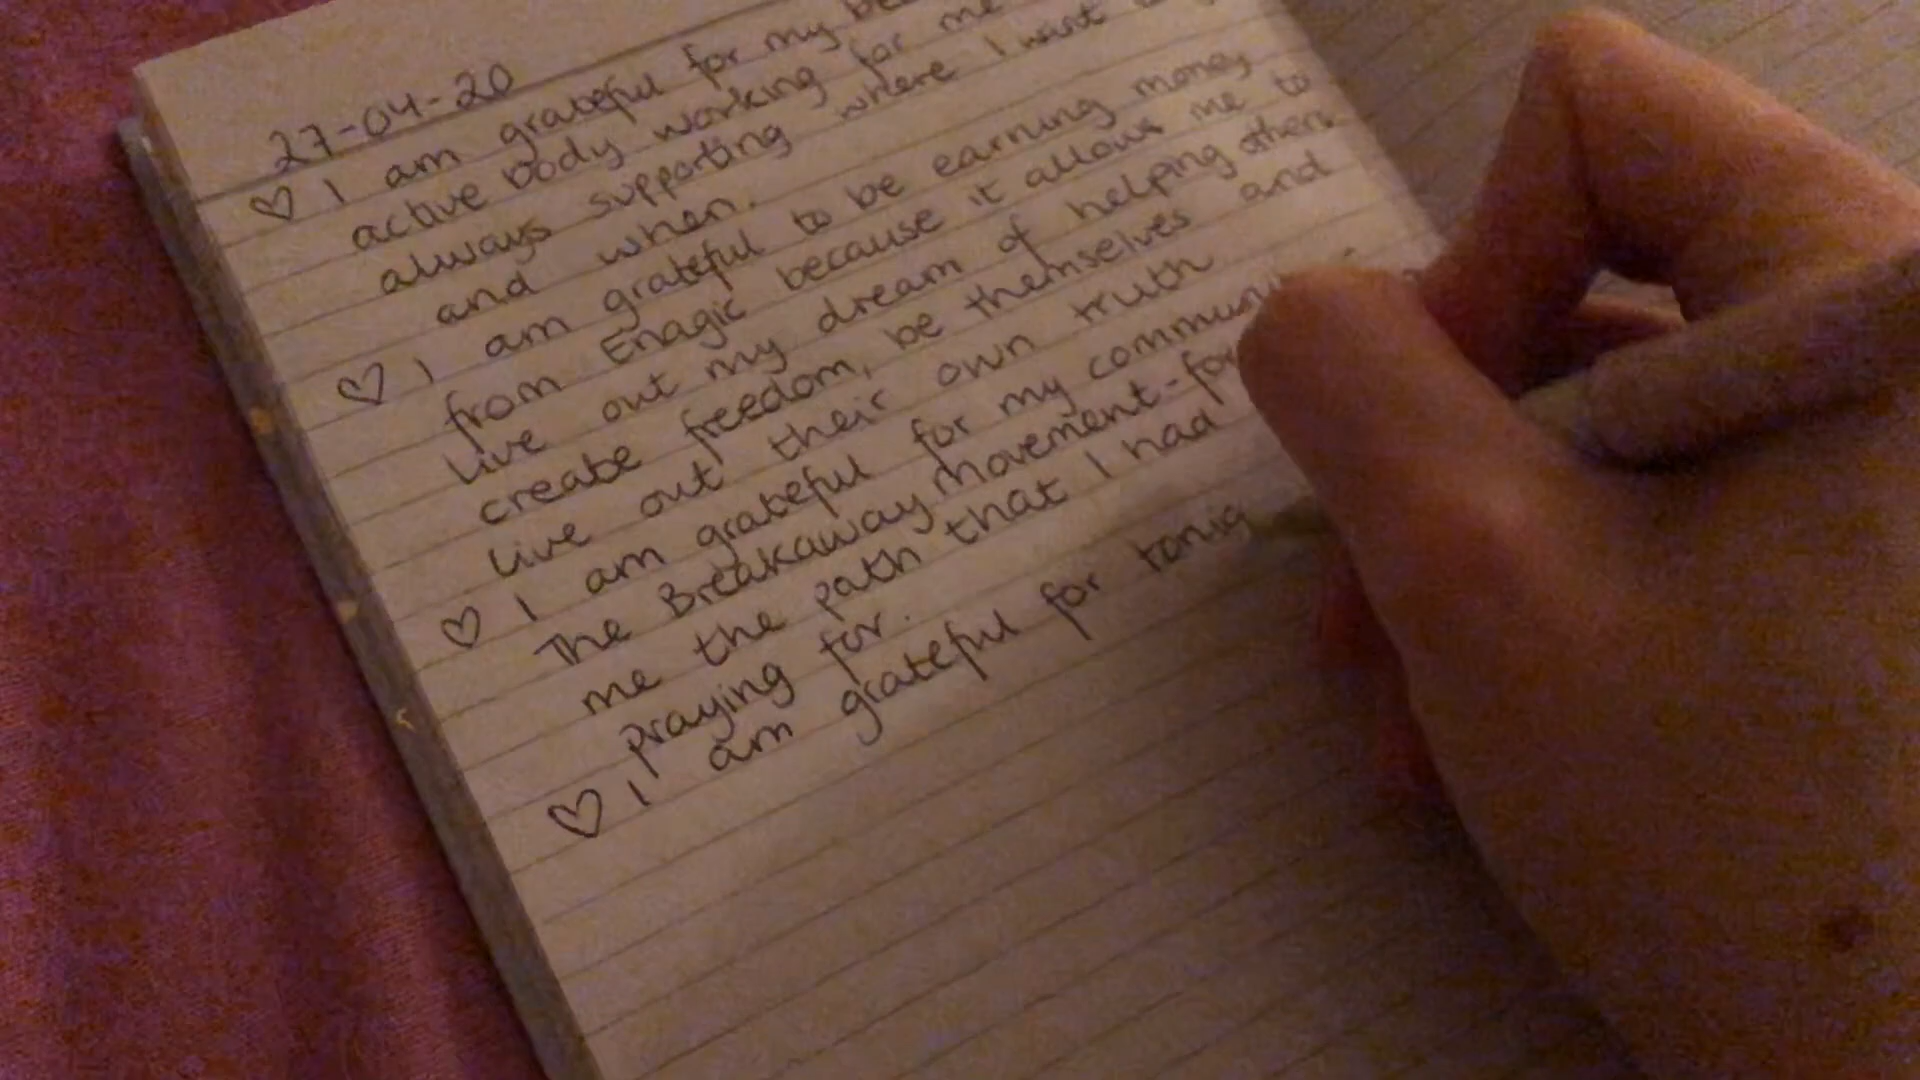 27-04-20
♡ I am grateful for my
active body working for me
always supporting where I want
and when.
♡ I am grateful to be earning money
from Enagic because it allows me to
live out my dream of helping others
create freedom, be themselves and
live out their own truth
♡ I am grateful for my
The Breakaway Movement-for
me the path that I had
praying for.
♡ I am grateful for tonig